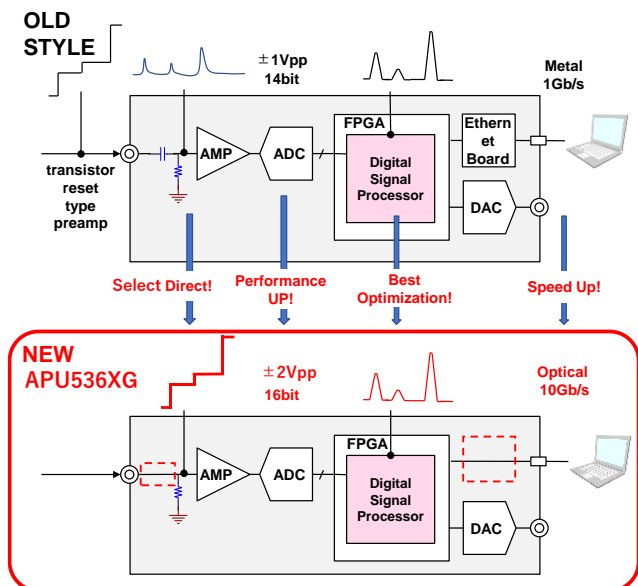 OLD
STYLE
±1Vpp
14bit
Metal
1Gb/s
transistor
reset
type
preamp
AMP
ADC
FPGA
Digital
Signal
Processor
Ethern
et
Board
DAC
Select Direct!
Performance
UP!
Best
Optimization!
Speed Up!
NEW
APU536XG
±2Vpp
16bit
Optical
10Gb/s
AMP
ADC
FPGA
Digital
Signal
Processor
DAC